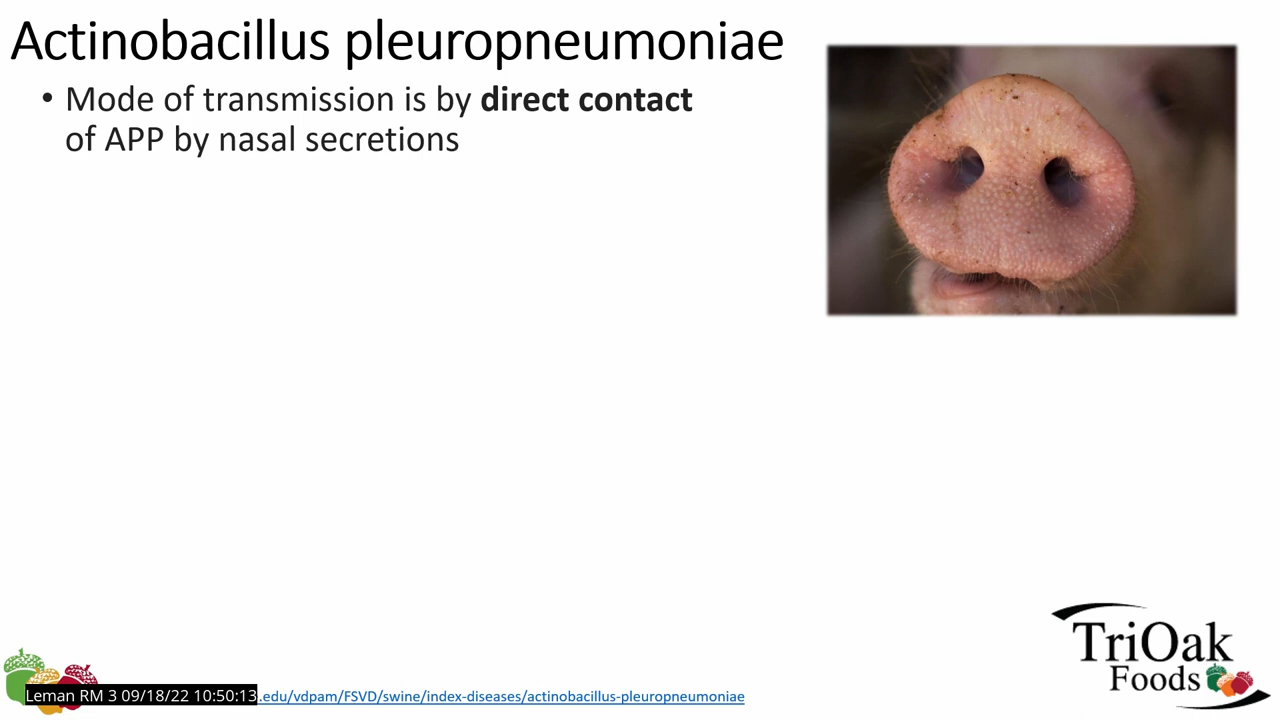 Actinobacillus pleuropneumoniae
• Mode of transmission is by direct contact
of APP by nasal secretions
TriOak
Foods
Leman RM 3 09/18/22 10:50:13.edu/vdpam/FSVD/swine/index-diseases/actinobacillus-pleuropneumoniae